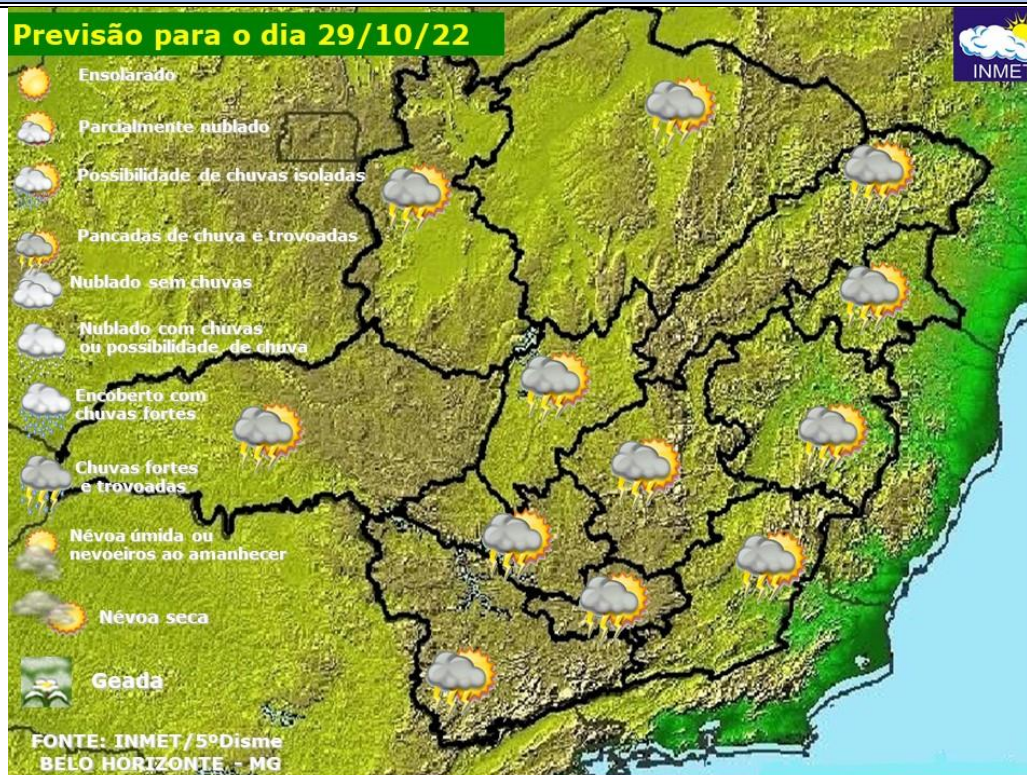 Previsão para o dia 29/10/22
INMET
Ensolarado
Parcialmente nublado
Possibilidade de chuvas isoladas
Pancadas de chuva e trovoadas
Nublado sem chuvas
Nublado com chuvas
ou possibilidade de chuva
Encoberto com
chuvas fortes
Chuvas fortes
e trovoadas
Névoa úmida ou
nevoeiros ao amanhecer
Névoa seca
Geada
FONTE: INMET/5ºDisme
BELO HORIZONTE - MG